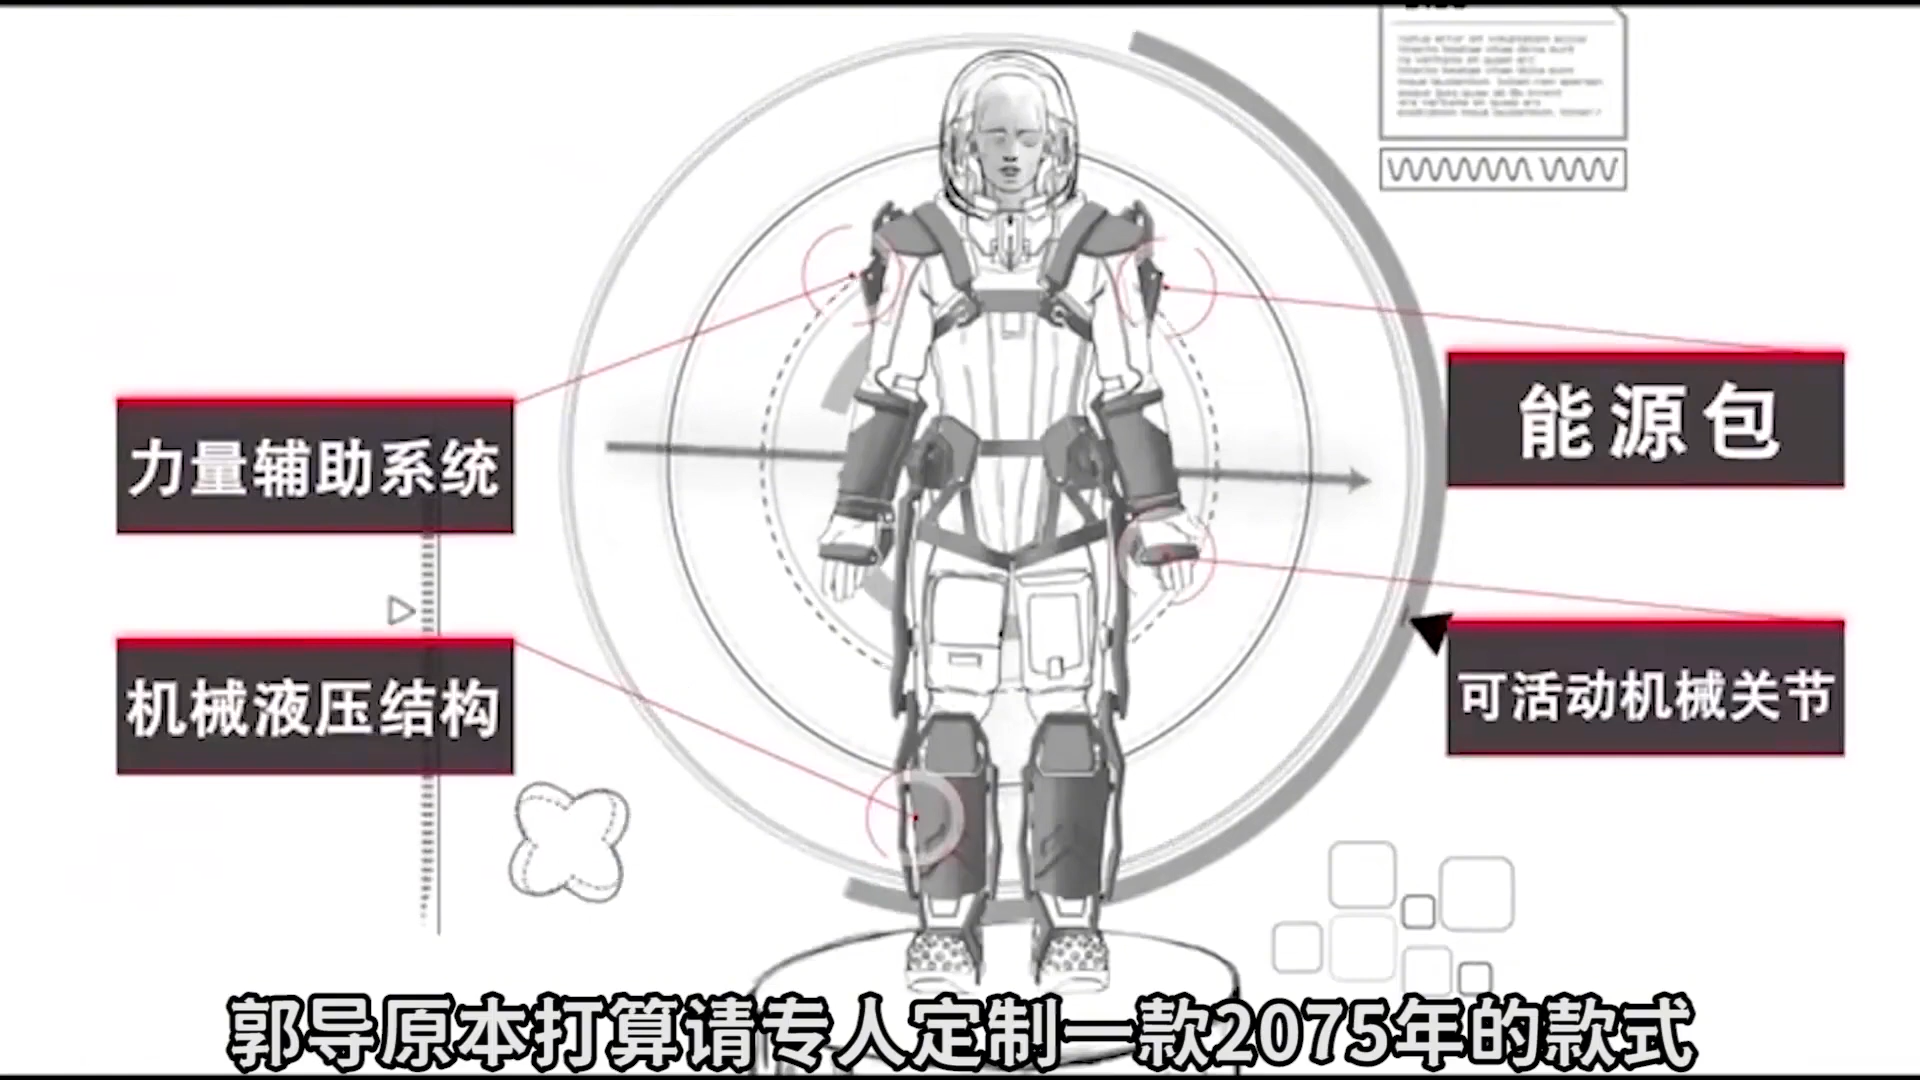 能源包
力量辅助系统
可活动机械关节
机械液压结构
郭导原本打算请专人定制一款2075年的款式